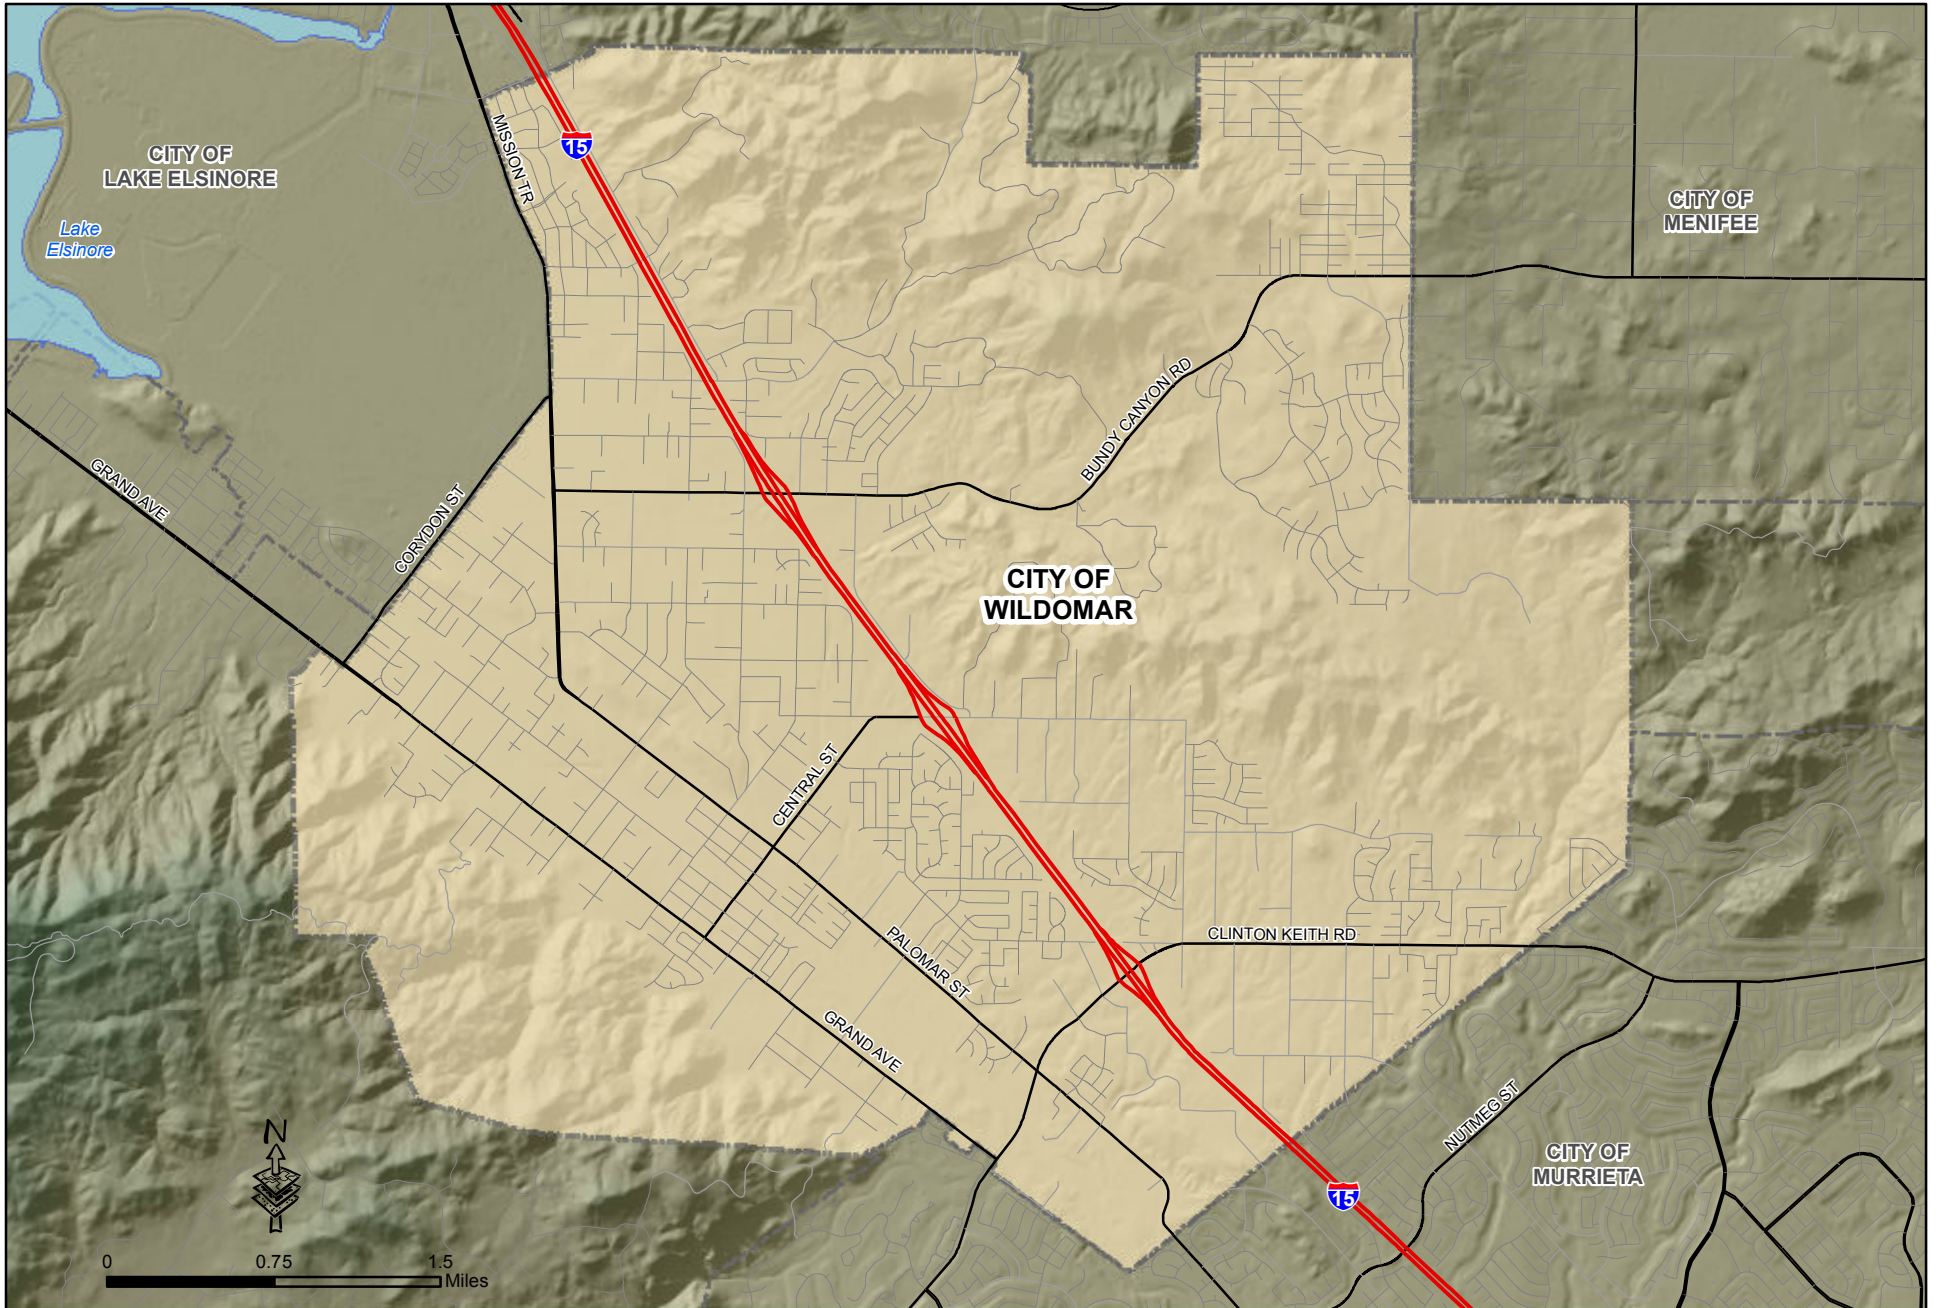 15
MISSION TR
CITY OF
LAKE ELSINORE
CITY OF
MENIFEE
Lake
Elsinore
BUNDY CANYON RD
GRAND AVE
CORYDON ST
CITY OF
WILDOMAR
CENTRAL ST
PALOMAR ST
CLINTON KEITH RD
GRAND AVE
NUTMEG ST
CITY OF
MURRIETA
15
N
0 0.75 1.5
Miles